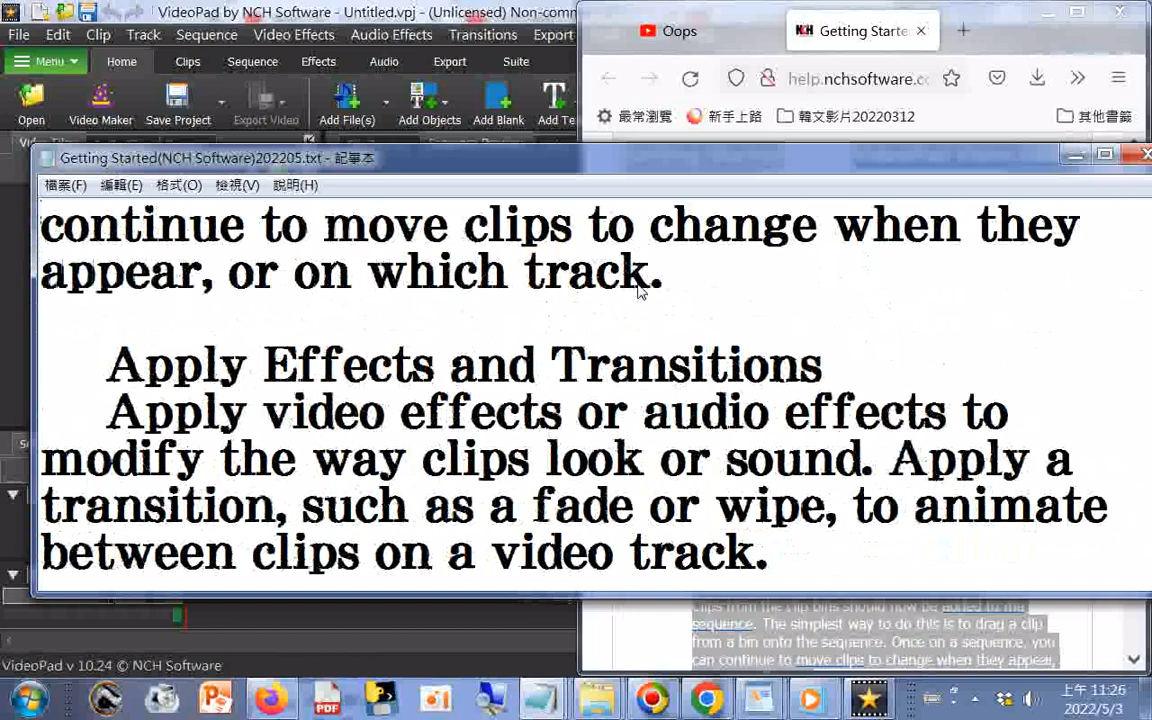 VideoPad by NCH Software - Untitled.vpj - (Unlicensed) Non-comm
File Edit Clip Track Sequence Video Effects Audio Effects Transitions Export
Menu Home Clips Sequence Effects Audio Export Suite
Open Video Maker Save Project Export Video Add File(s) Add Objects Add Blank Add Te
Oops
Getting Starte
help.nchsoftware.co
最常瀏覽 新手上路 韓文影片20220312 其他書籤
Getting Started(NCH Software)202205.txt - 記事本
檔案(F) 編輯(E) 格式(O) 檢視(V) 說明(H)
continue to move clips to change when they
appear, or on which track.
Apply Effects and Transitions
Apply video effects or audio effects to
modify the way clips look or sound. Apply a
transition, such as a fade or wipe, to animate
between clips on a video track.
Clips from the clip bins should now be added to the
sequence. The simplest way to do this is to drag a clip
from a bin onto the sequence. Once on a sequence, you
can continue to move clips to change when they appear,
VideoPad v 10.24 © NCH Software
上午 11:26
2022/5/3